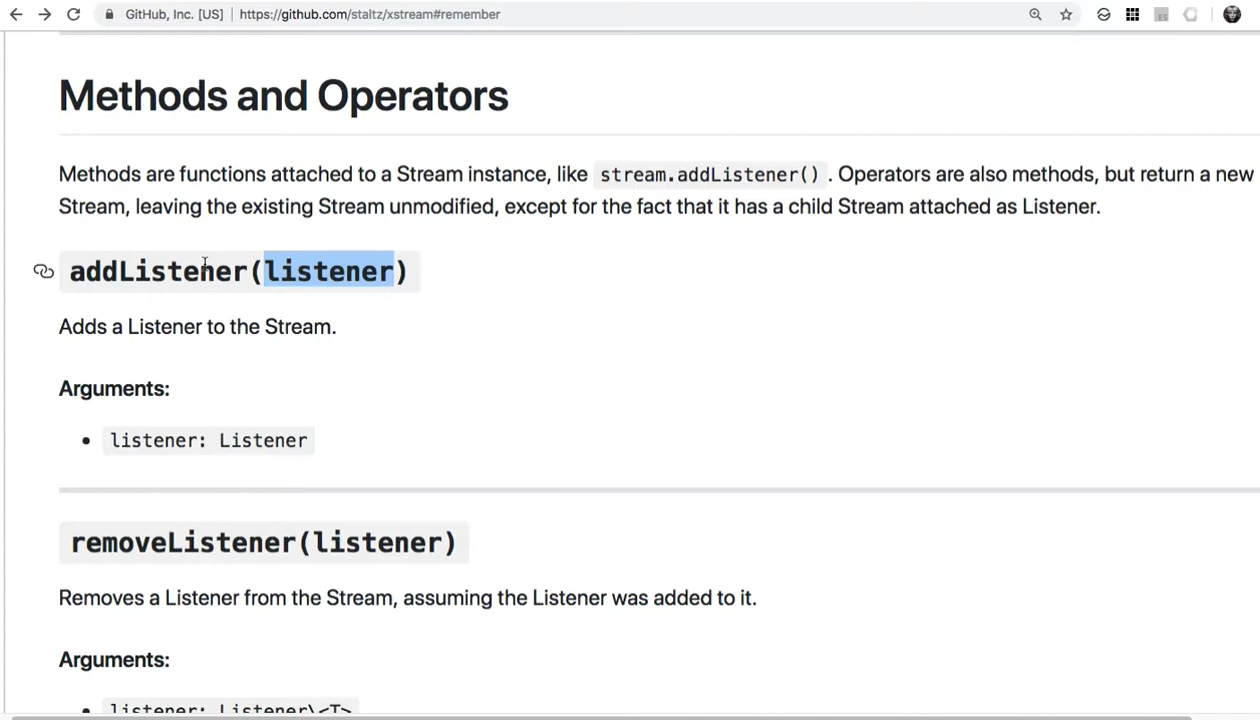 GitHub, Inc. [US] | https://github.com/staltz/xstream#remember
Methods and Operators
Methods are functions attached to a Stream instance, like stream.addListener() . Operators are also methods, but return a new
Stream, leaving the existing Stream unmodified, except for the fact that it has a child Stream attached as Listener.
addListener(listener)
Adds a Listener to the Stream.
Arguments:
• listener: Listener
removeListener(listener)
Removes a Listener from the Stream, assuming the Listener was added to it.
Arguments:
• listener: Listener\<T>